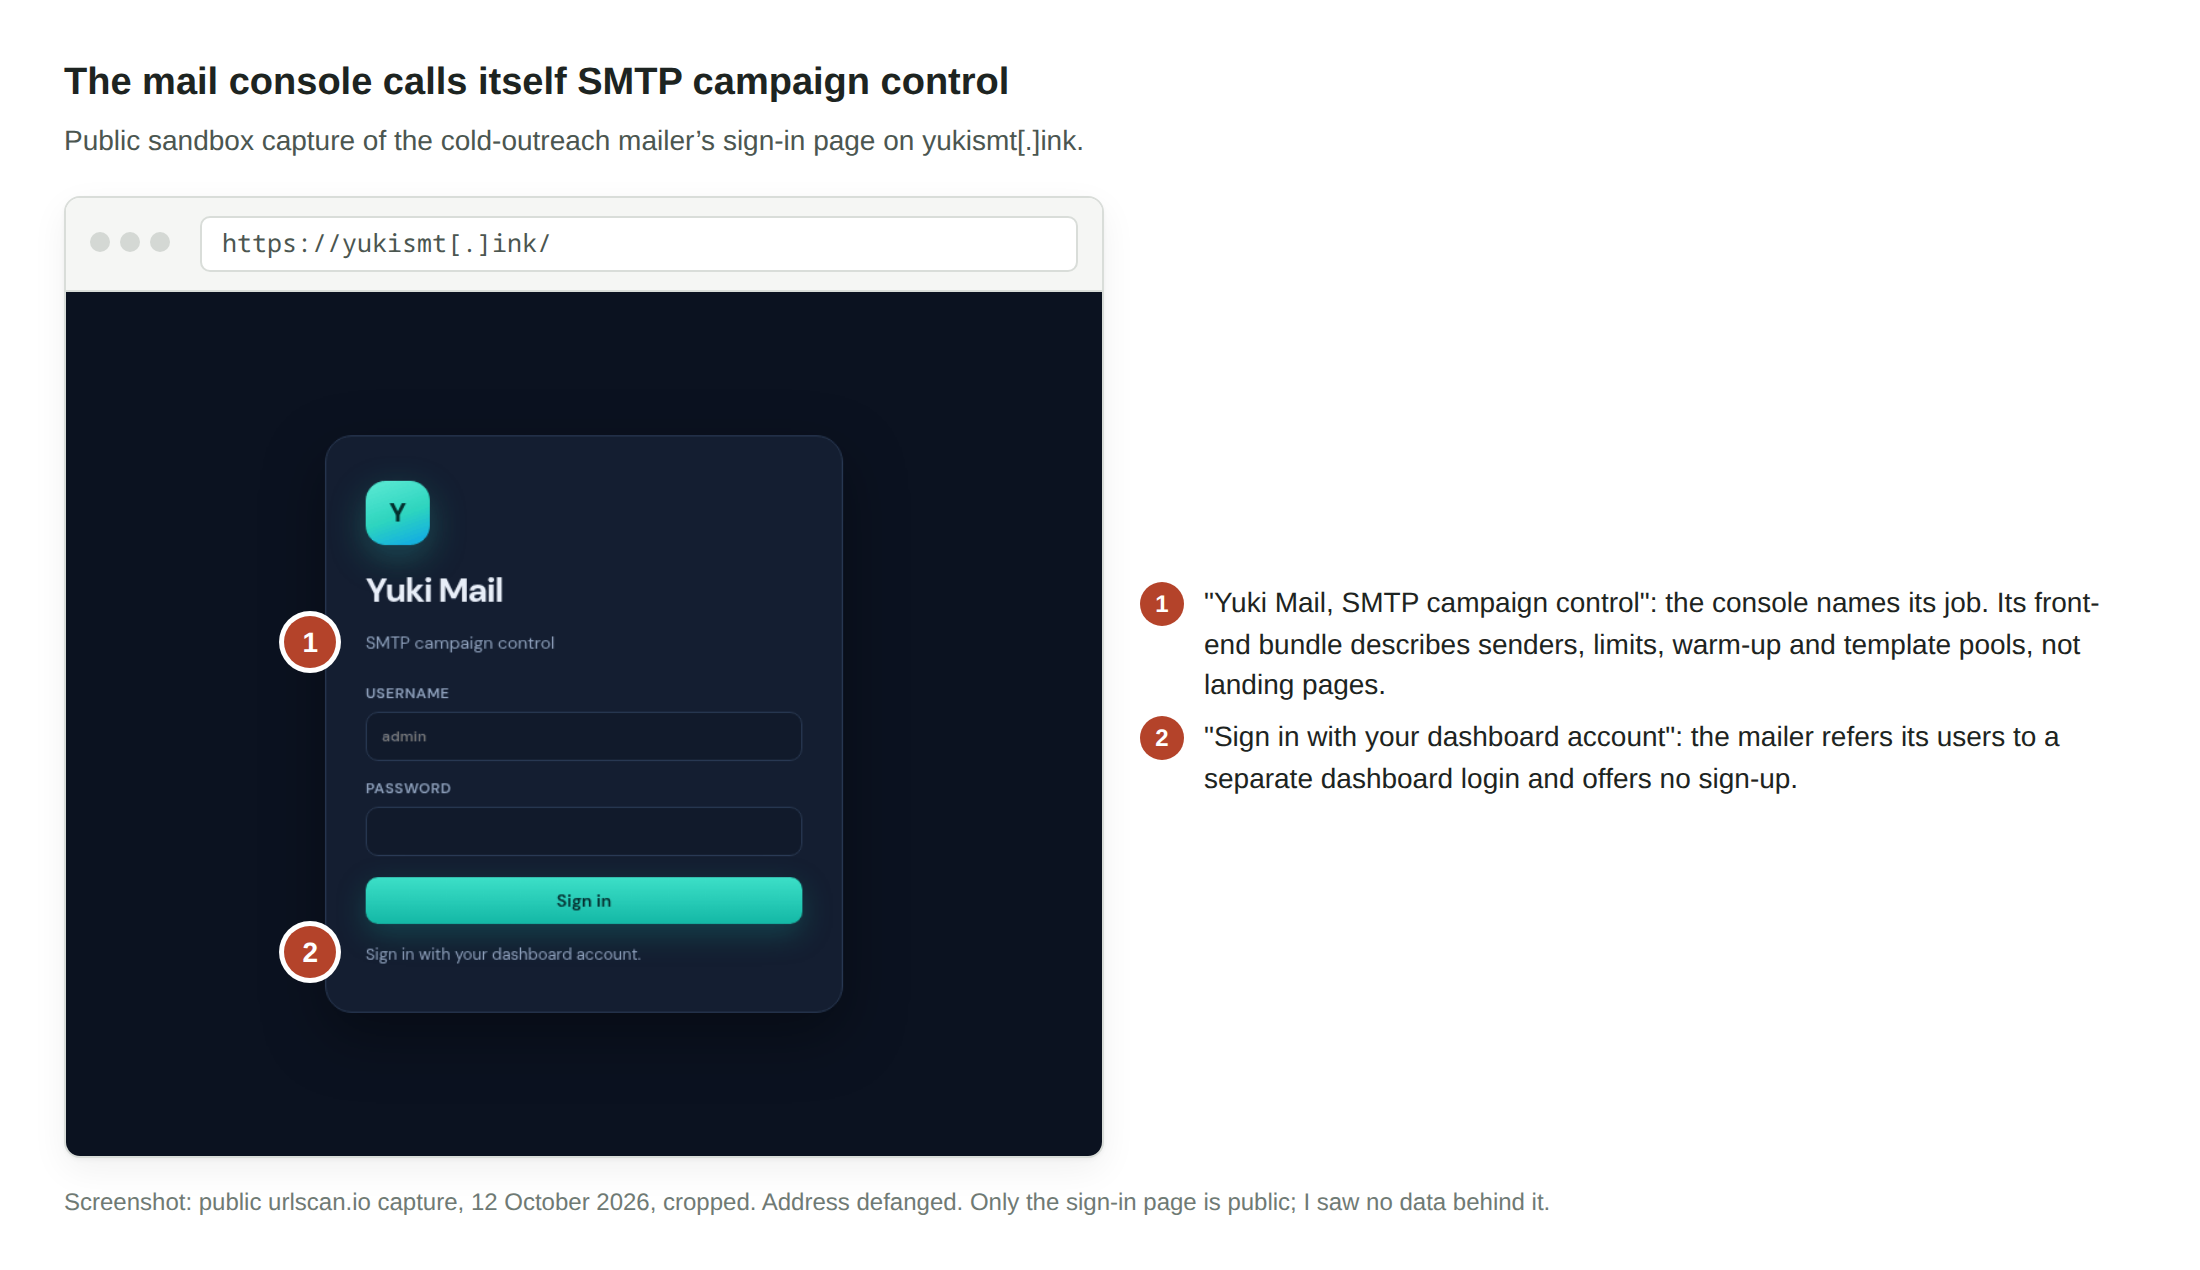 The mail console calls itself SMTP campaign control
Public sandbox capture of the cold-outreach mailer’s sign-in page on yukismt[.]ink.
https://yukismt[.]ink/
Y
Yuki Mail
1
SMTP campaign control
USERNAME
admin
PASSWORD
Sign in
2
Sign in with your dashboard account.
1
"Yuki Mail, SMTP campaign control": the console names its job. Its front-
end bundle describes senders, limits, warm-up and template pools, not
landing pages.
2
"Sign in with your dashboard account": the mailer refers its users to a
separate dashboard login and offers no sign-up.
Screenshot: public urlscan.io capture, 12 October 2026, cropped. Address defanged. Only the sign-in page is public; I saw no data behind it.